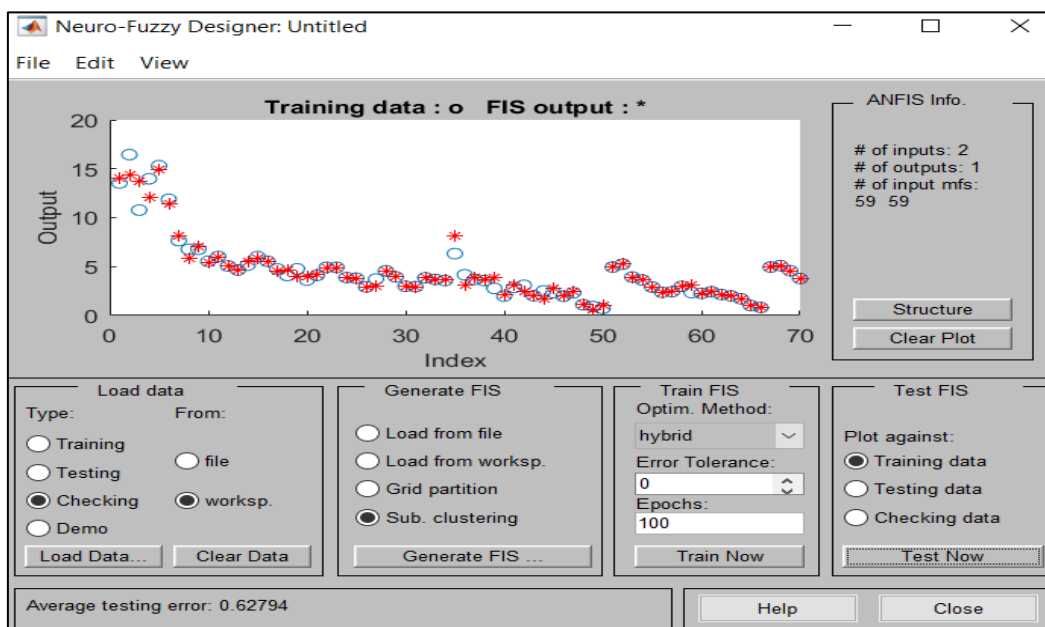 Neuro-Fuzzy Designer: Untitled
File Edit View
Training data : o FIS output : *
20
15
10
5
0
Output
0 10 20 30 40 50 60 70
Index
ANFIS Info.
# of inputs: 2
# of outputs: 1
# of input mfs:
59 59
Structure
Clear Plot
Load data
Type: From:
Training
Testing
Checking
Demo
file
worksp.
Load Data...
Clear Data
Generate FIS
Load from file
Load from worksp.
Grid partition
Sub. clustering
Generate FIS ...
Train FIS
Optim. Method:
hybrid
Error Tolerance:
0
Epochs:
100
Train Now
Test FIS
Plot against:
Training data
Testing data
Checking data
Test Now
Average testing error: 0.62794
Help
Close